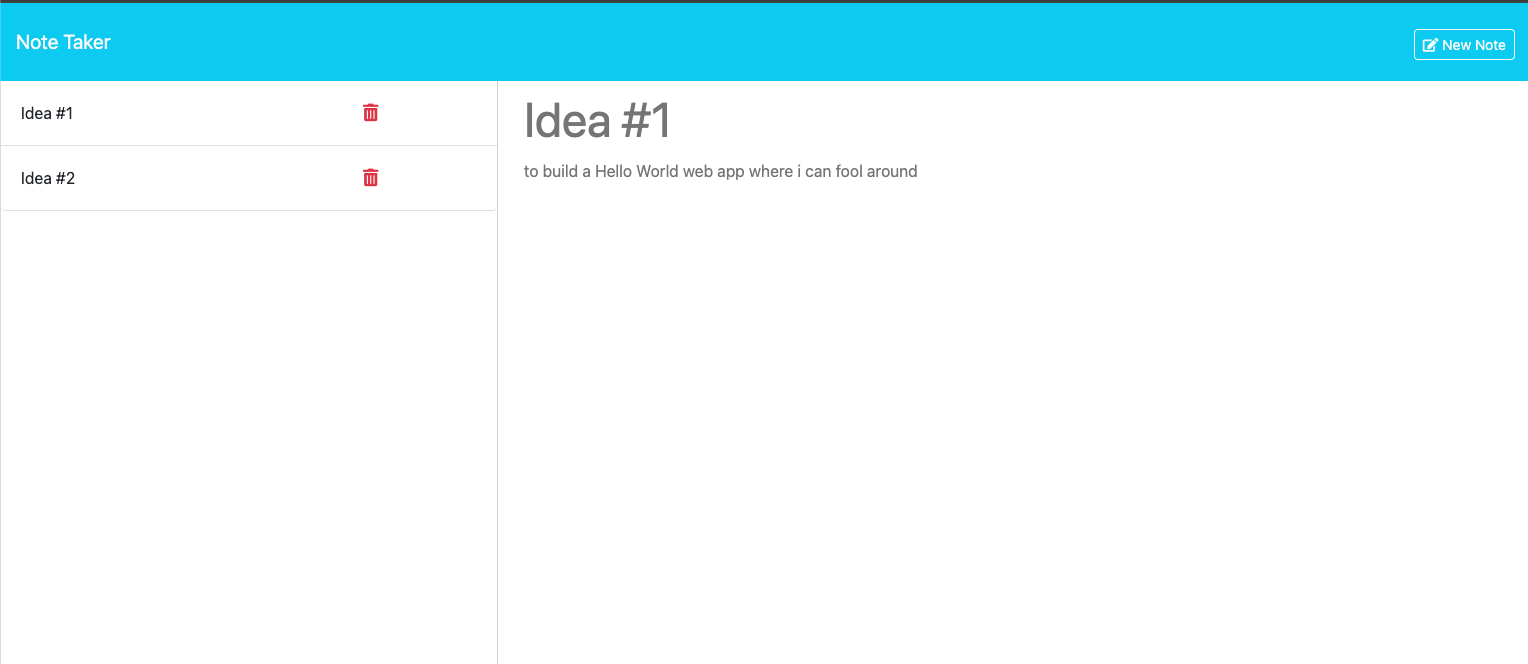 Note Taker
New Note
Idea #1
Idea #2
Idea #1
to build a Hello World web app where i can fool around